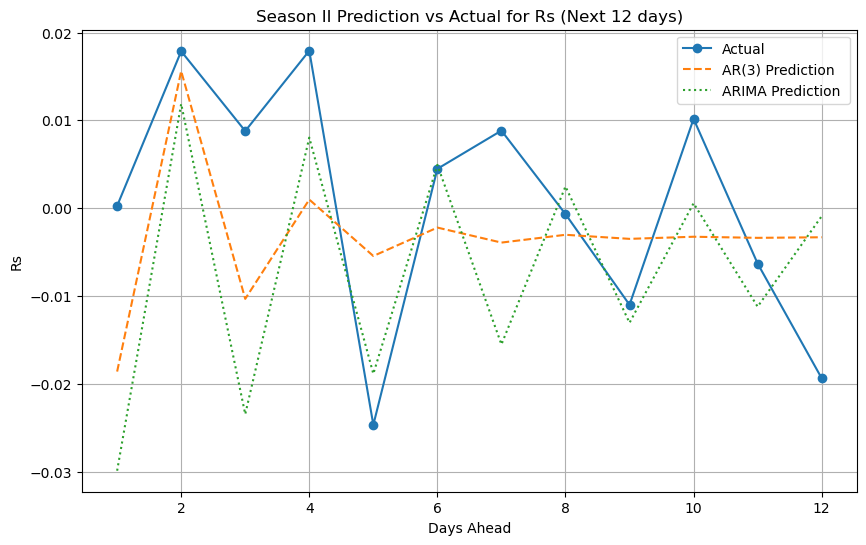 Season II Prediction vs Actual for Rs (Next 12 days)
Actual
AR(3) Prediction
ARIMA Prediction
0.02
0.01
0.00
−0.01
−0.02
−0.03
Rs
2 4 6 8 10 12
Days Ahead